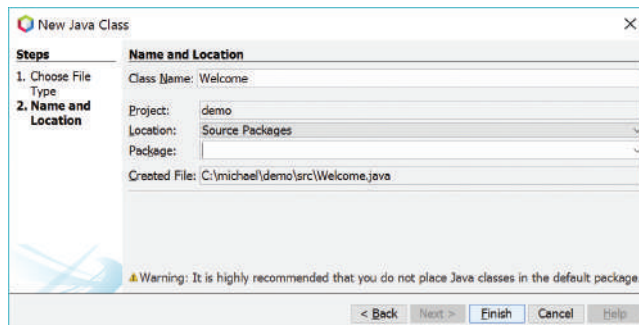 New Java Class
Steps
1. Choose File
Type
2. Name and
Location
Name and Location
Class Name: Welcome
Project: demo
Location: Source Packages
Package:
Created File: C:\michael\demo\src\Welcome.java
Warning: It is highly recommended that you do not place Java classes in the default package.
< Back Next > Finish Cancel Help